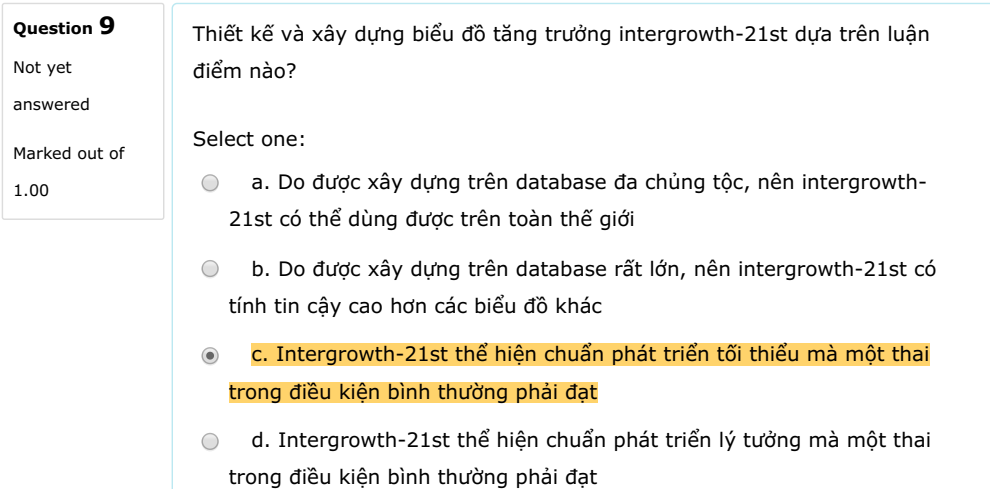 Question 9
Not yet
answered
Marked out of
1.00
Thiết kế và xây dựng biểu đồ tăng trưởng intergrowth-21st dựa trên luận
điểm nào?
Select one:
a. Do được xây dựng trên database đa chủng tộc, nên intergrowth-
21st có thể dùng được trên toàn thế giới
b. Do được xây dựng trên database rất lớn, nên intergrowth-21st có
tính tin cậy cao hơn các biểu đồ khác
c. Intergrowth-21st thể hiện chuẩn phát triển tối thiểu mà một thai
trong điều kiện bình thường phải đạt
d. Intergrowth-21st thể hiện chuẩn phát triển lý tưởng mà một thai
trong điều kiện bình thường phải đạt